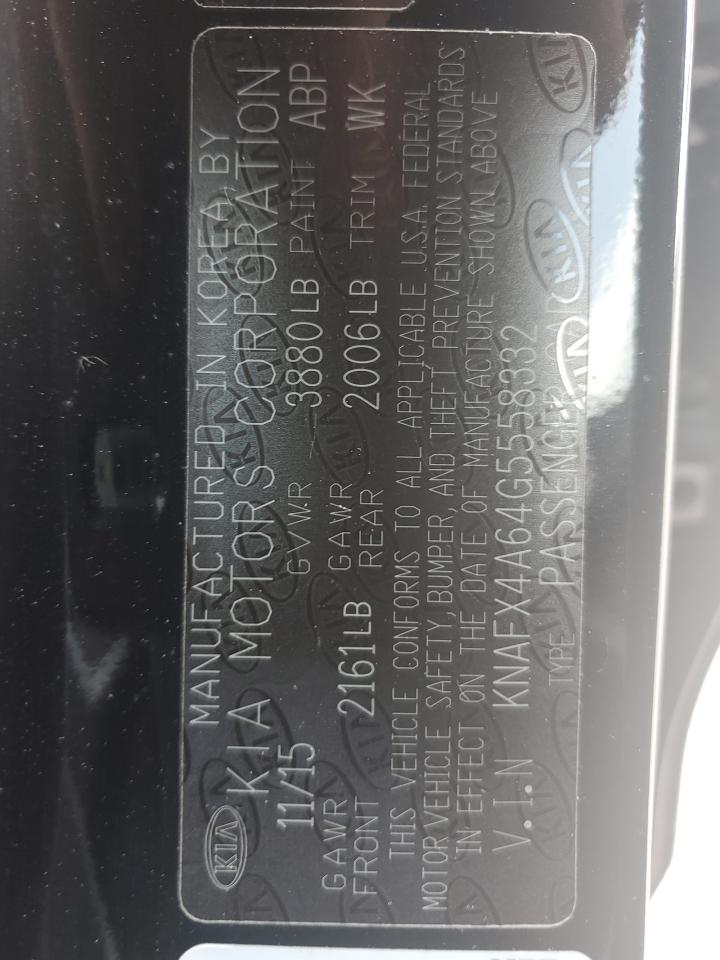 MANUFACTURED IN KOREA BY
KIA KIA MOTORS CORPORATION
11/15 GVWR 3880LB PAINT ABP
GAWR FRONT 2161LB GAWR REAR 2006LB TRIM WK
THIS VEHICLE CONFORMS TO ALL APPLICABLE U.S.A. FEDERAL
MOTOR VEHICLE SAFETY, BUMPER, AND THEFT PREVENTION STANDARDS
IN EFFECT ON THE DATE OF MANUFACTURE SHOWN ABOVE
V.I.N KNAFX4A64G5558332
TYPE PASSENGER